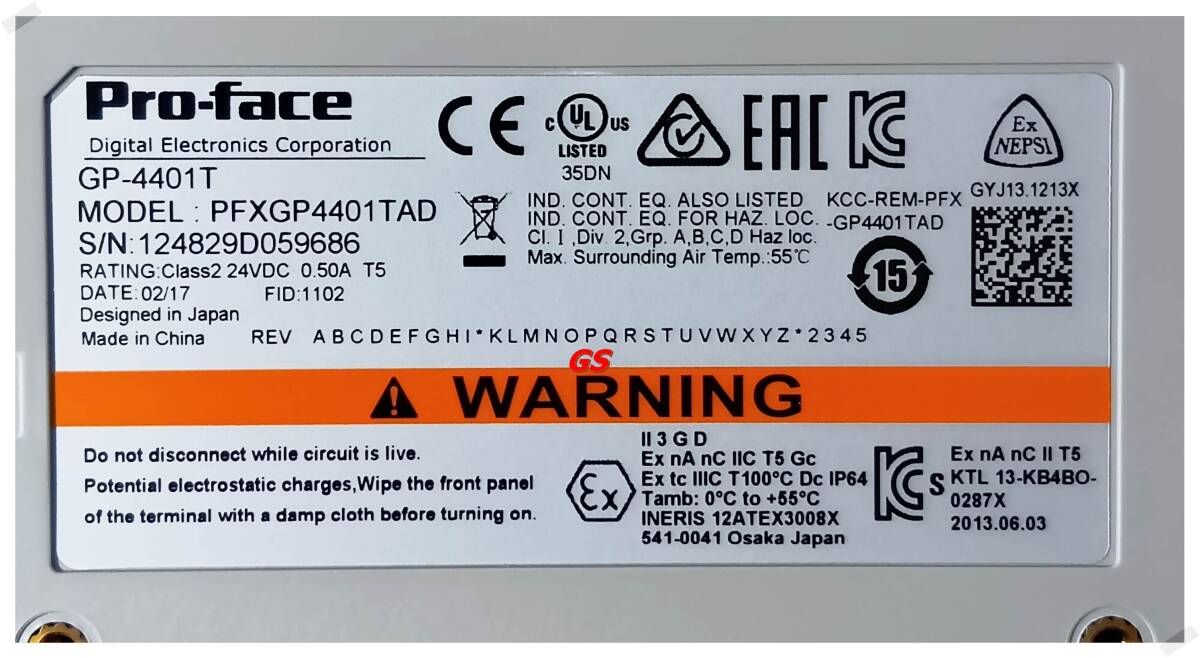 Pro-face
Digital Electronics Corporation
GP-4401T
MODEL : PFXGP4401TAD
S/N:124829D059686
RATING:Class2 24VDC 0.50A T5
DATE:02/17 FID:1102
Designed in Japan
Made in China
REV ABCDEFGHI*KLMNOPQRSTUVWXYZ*2345
CE
C UL US
LISTED
35DN
EAC
KC
Ex
NEPSI
GYJ13.1213X
IND. CONT. EQ. ALSO LISTED
IND. CONT. EQ. FOR HAZ. LOC.
Cl. I ,Div. 2,Grp. A,B,C,D Haz loc.
Max. Surrounding Air Temp.:55℃
KCC-REM-PFX
-GP4401TAD
15
GS
WARNING
Do not disconnect while circuit is live.
Potential electrostatic charges,Wipe the front panel
of the terminal with a damp cloth before turning on.
Ex
II 3 G D
Ex nA nC IIC T5 Gc
Ex tc IIIC T100°C Dc IP64
Tamb: 0°C to +55°C
INERIS 12ATEX3008X
541-0041 Osaka Japan
KC s
Ex nA nC II T5
KTL 13-KB4BO-
0287X
2013.06.03